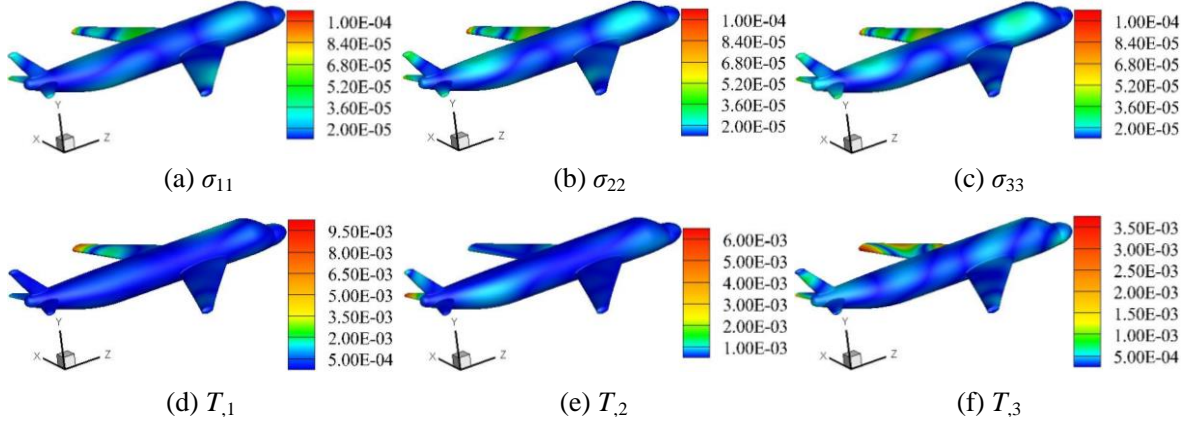 1.00E-04
8.40E-05
6.80E-05
5.20E-05
3.60E-05
2.00E-05
Y
X
Z
(a) σ11
1.00E-04
8.40E-05
6.80E-05
5.20E-05
3.60E-05
2.00E-05
Y
X
Z
(b) σ22
1.00E-04
8.40E-05
6.80E-05
5.20E-05
3.60E-05
2.00E-05
Y
X
Z
(c) σ33
9.50E-03
8.00E-03
6.50E-03
5.00E-03
3.50E-03
2.00E-03
5.00E-04
Y
X
Z
(d) T,1
6.00E-03
5.00E-03
4.00E-03
3.00E-03
2.00E-03
1.00E-03
Y
X
Z
(e) T,2
3.50E-03
3.00E-03
2.50E-03
2.00E-03
1.50E-03
1.00E-03
5.00E-04
Y
X
Z
(f) T,3